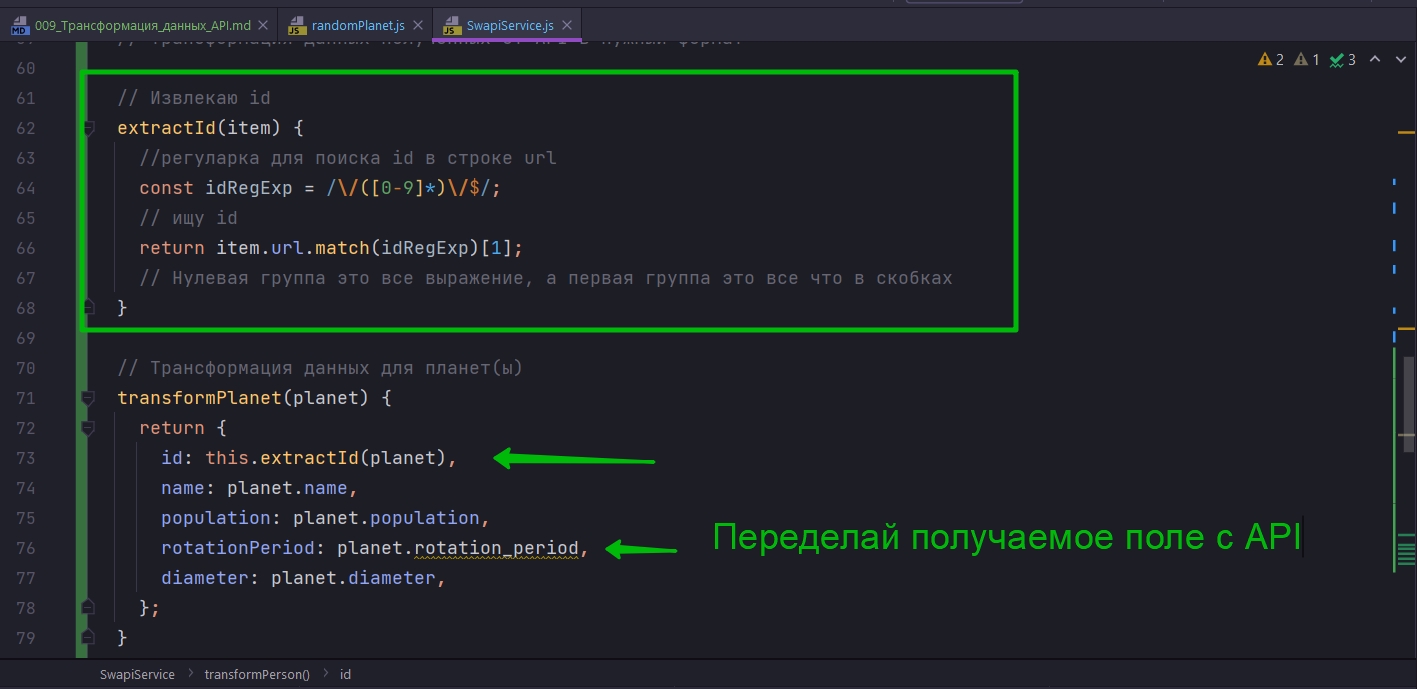 009_Трансформация_данных_API.md
randomPlanet.js
SwapiService.js
2 1 3
60
61 // Извлекаю id
62 extractId(item) {
63 //регуларка для поиска id в строке url
64 const idRegExp = /\/([0-9]*)\/$/;
65 // ищу id
66 return item.url.match(idRegExp)[1];
67 // Нулевая группа это все выражение, а первая группа это все что в скобках
68 }
69
70 // Трансформация данных для планет(ы)
71 transformPlanet(planet) {
72 return {
73 id: this.extractId(planet),
74 name: planet.name,
75 population: planet.population,
76 rotationPeriod: planet.rotation_period,
Переделай получаемое поле с API
77 diameter: planet.diameter,
78 };
79 }
SwapiService
transformPerson()
id